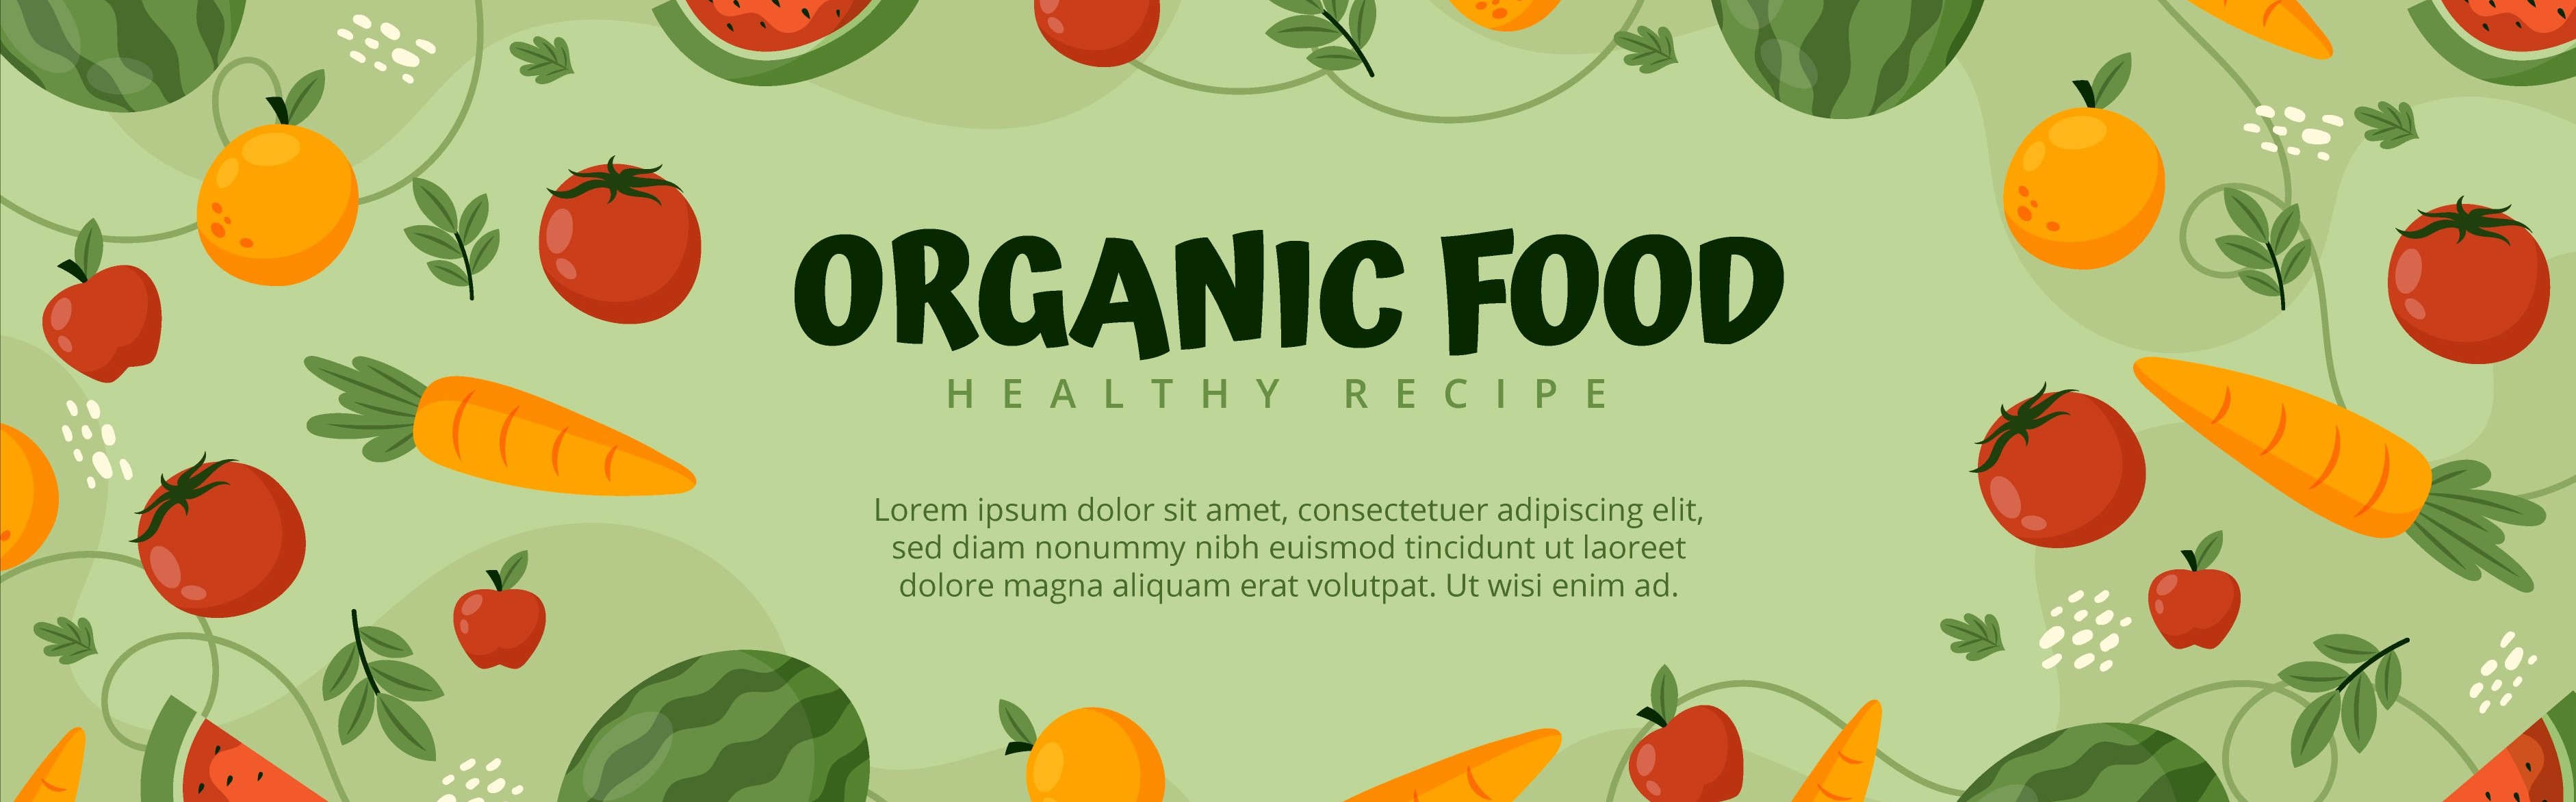 ORGANIC FOOD
HEALTHY RECIPE
Lorem ipsum dolor sit amet, consectetuer adipiscing elit,
sed diam nonummy nibh euismod tincidunt ut laoreet
dolore magna aliquam erat volutpat. Ut wisi enim ad.